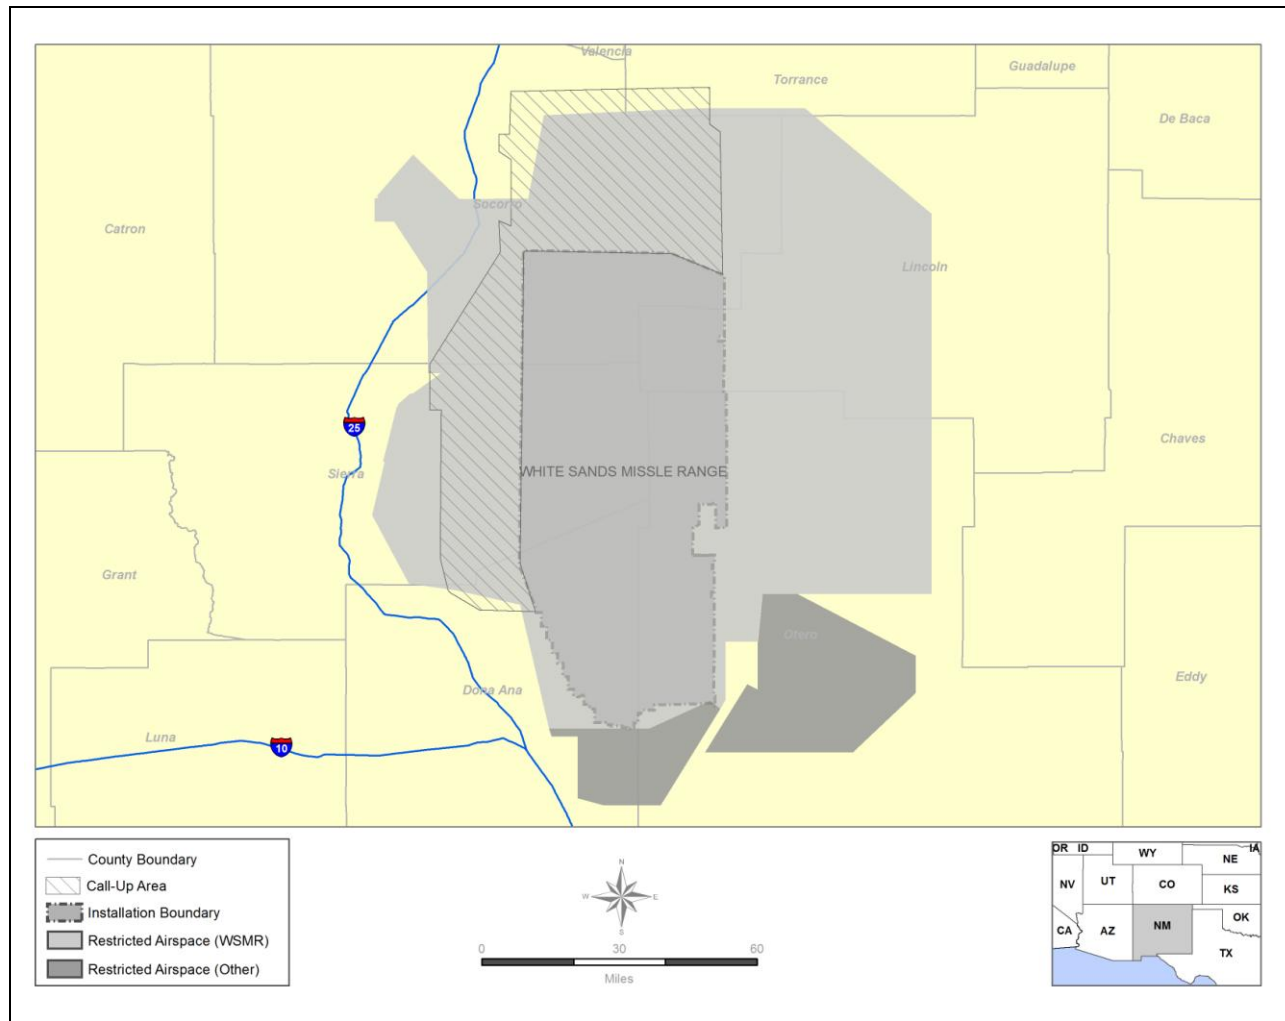 Valencia
Torrance
Guadalupe
De Baca
Socorro
Catron
Lincoln
25
Chaves
Sierra
WHITE SANDS MISSLE RANGE
Grant
Otero
Eddy
Dona Ana
Luna
10
County Boundary
Call-Up Area
Installation Boundary
Restricted Airspace (WSMR)
Restricted Airspace (Other)
N
W E
S
0 30 60
Miles
OR ID WY IA
NE
NV UT CO KS
CA AZ NM OK
TX